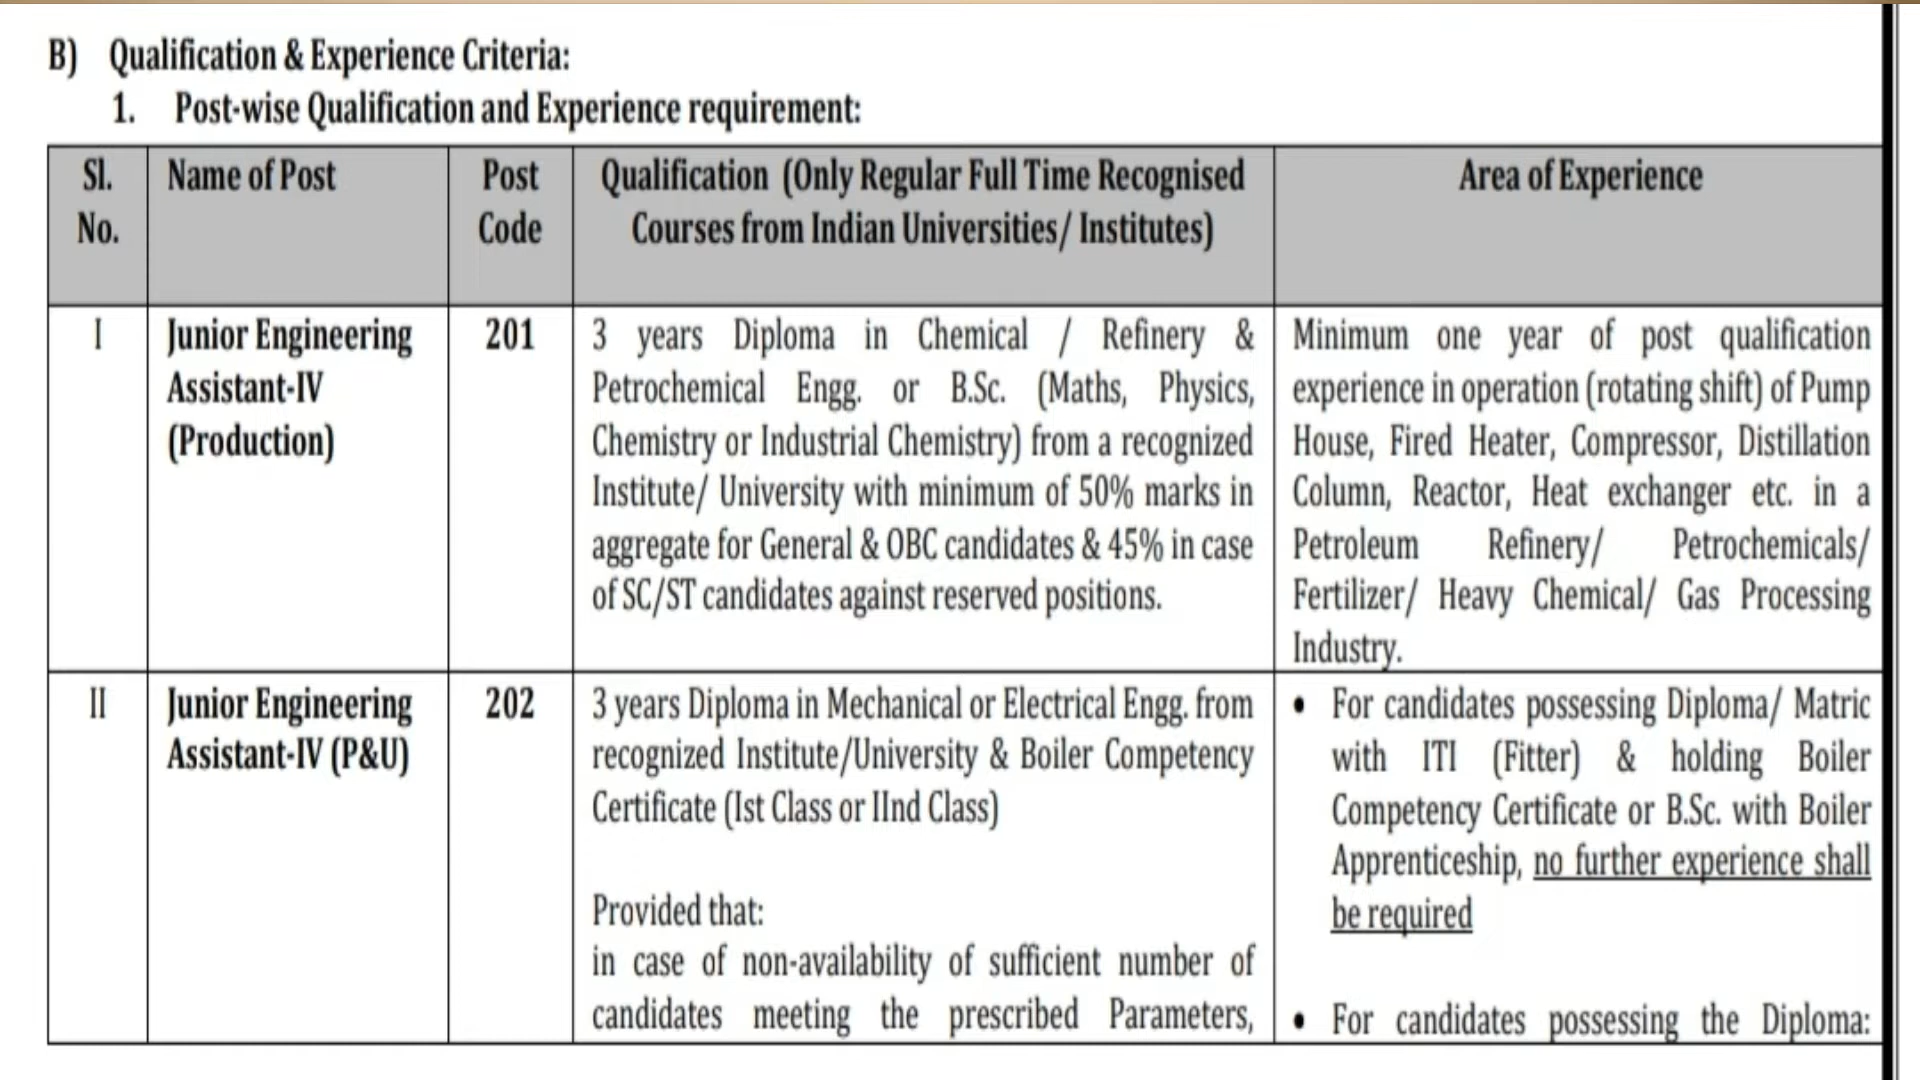 B) Qualification & Experience Criteria:
1. Post-wise Qualification and Experience requirement:
Sl. No.
Name of Post
Post Code
Qualification (Only Regular Full Time Recognised
Courses from Indian Universities/ Institutes)
Area of Experience
I
Junior Engineering
Assistant-IV
(Production)
201
3 years Diploma in Chemical / Refinery &
Petrochemical Engg. or B.Sc. (Maths, Physics,
Chemistry or Industrial Chemistry) from a recognized
Institute/ University with minimum of 50% marks in
aggregate for General & OBC candidates & 45% in case
of SC/ST candidates against reserved positions.
Minimum one year of post qualification
experience in operation (rotating shift) of Pump
House, Fired Heater, Compressor, Distillation
Column, Reactor, Heat exchanger etc. in a
Petroleum Refinery/ Petrochemicals/
Fertilizer/ Heavy Chemical/ Gas Processing
Industry.
II
Junior Engineering
Assistant-IV (P&U)
202
3 years Diploma in Mechanical or Electrical Engg. from
recognized Institute/University & Boiler Competency
Certificate (Ist Class or IInd Class)
Provided that:
in case of non-availability of sufficient number of
candidates meeting the prescribed Parameters,
• For candidates possessing Diploma/ Matric
with ITI (Fitter) & holding Boiler
Competency Certificate or B.Sc. with Boiler
Apprenticeship, no further experience shall
be required
• For candidates possessing the Diploma: